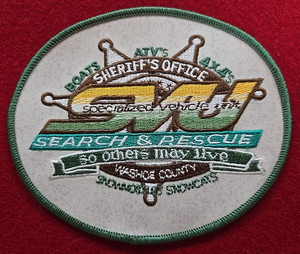 BOATS ATV'S 4X4'S
SHERIFF'S OFFICE
specialized vehicle unit
SVU
SEARCH & RESCUE
so others may live
WASHOE COUNTY
SNOWMOBILES SNOWCATS